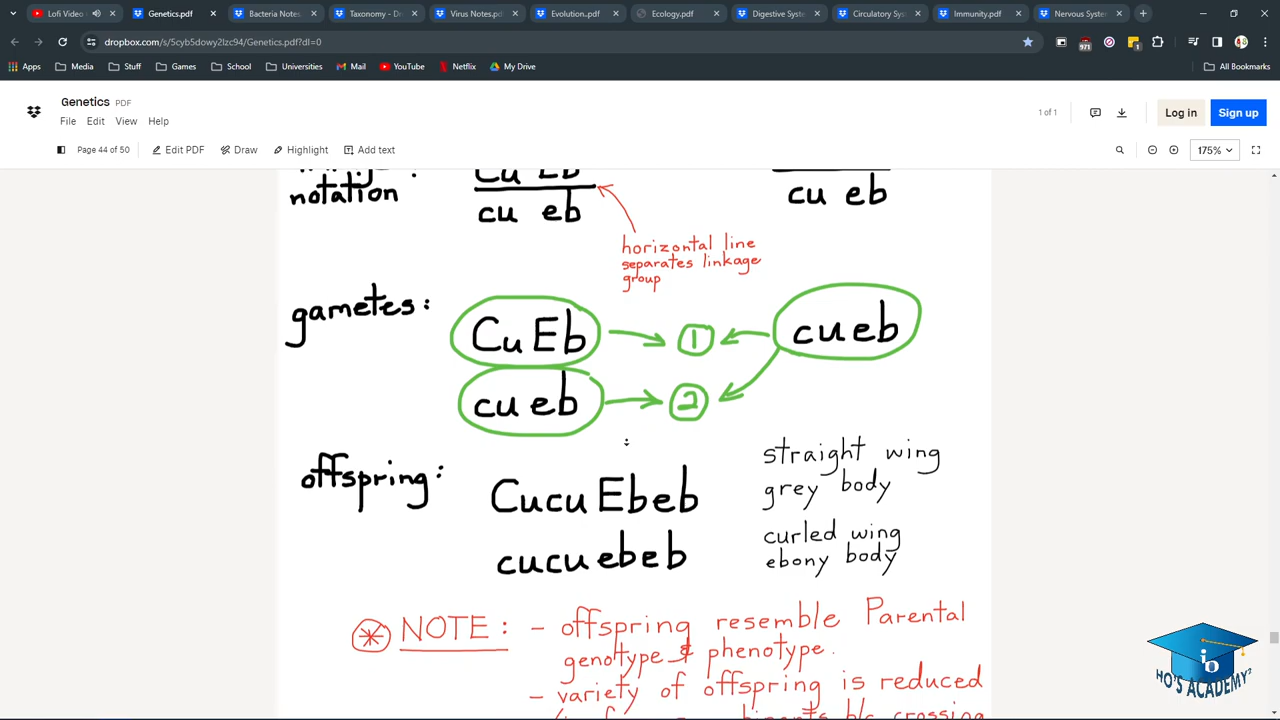 Lofi Video
Genetics.pdf
Bacteria Notes.
Taxonomy - D
Virus Notes.pd
Evolution..pdf
Ecology.pdf
Digestive Syst
Circulatory Sys
Immunity.pdf
Nervous Syste
dropbox.com/s/5cyb5dowy2lzc94/Genetics.pdf?dl=0
971
Apps
Media
Stuff
Games
School
Universities
Mail
YouTube
Netflix
My Drive
All Bookmarks
Genetics PDF
File Edit View Help
1 of 1
Log in
Sign up
Page 44 of 50
Edit PDF
Draw
Highlight
Add text
175%
notation
Cu Eb
cu eb
cu eb
horizontal line
separates linkage
group
gametes:
Cu Eb
1
cu eb
cu eb
2
offspring:
Cucu Ebeb
straight wing
grey body
cucu ebeb
curled wing
ebony body
* NOTE: - offspring resemble Parental
genotype & phenotype.
- variety of offspring is reduced
b/c crossing
HO'S ACADEMY